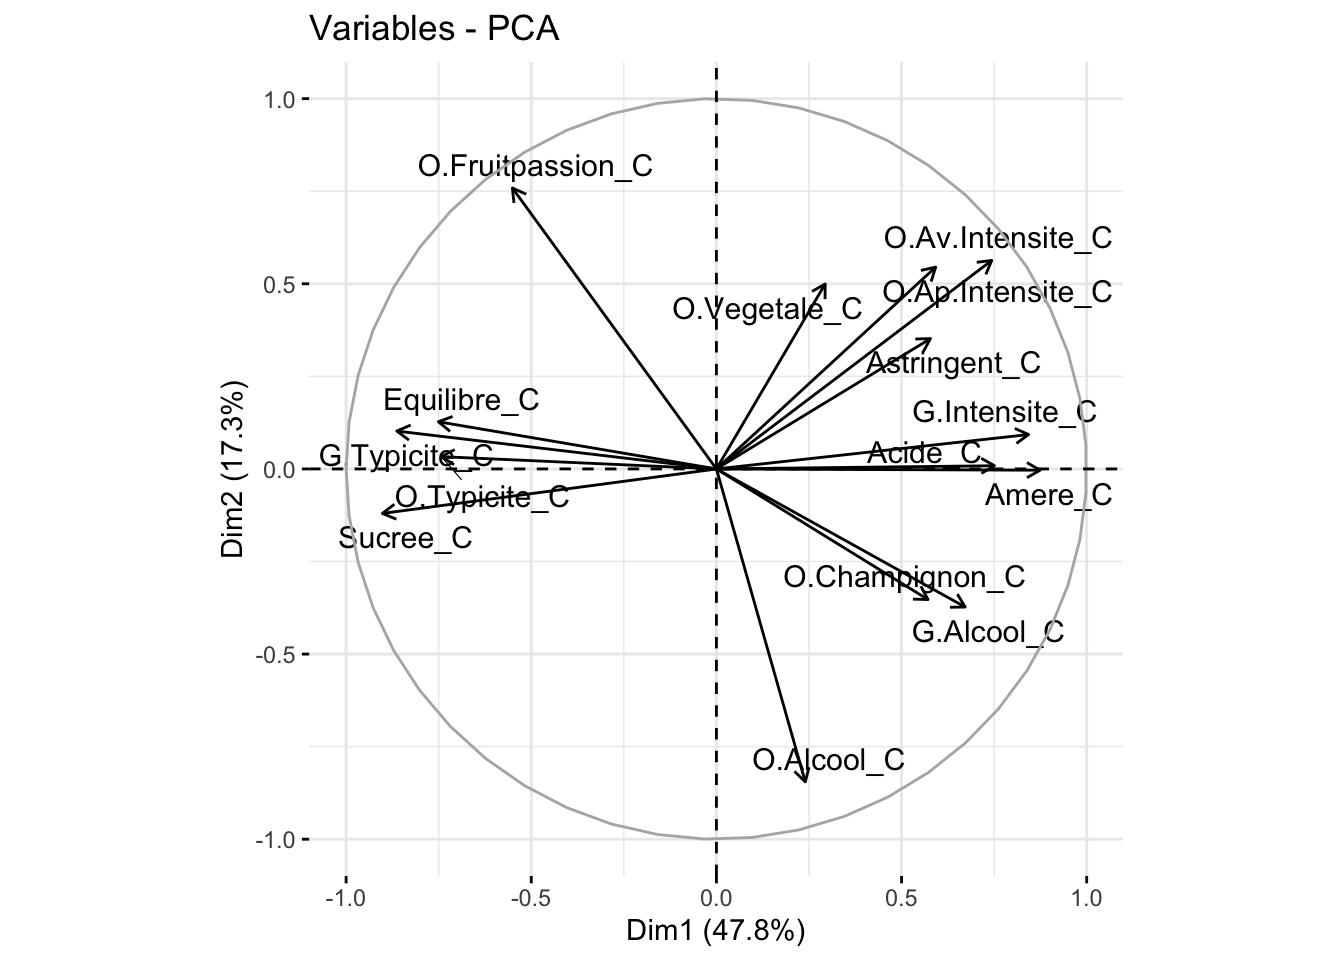 Variables - PCA
1.0
O.Fruitpassion_C
O.Av.Intensite_C
0.5
O.Ap.Intensite_C
O.Vegetale_C
Astringent_C
Equilibre_C
G.Intensite_C
Acide_C
G.Typicite_C
0.0
O.Typicite_C
Amere_C
Sucree_C
O.Champignon_C
G.Alcool_C
-0.5
O.Alcool_C
-1.0
Dim2 (17.3%)
-1.0 -0.5 0.0 0.5 1.0
Dim1 (47.8%)